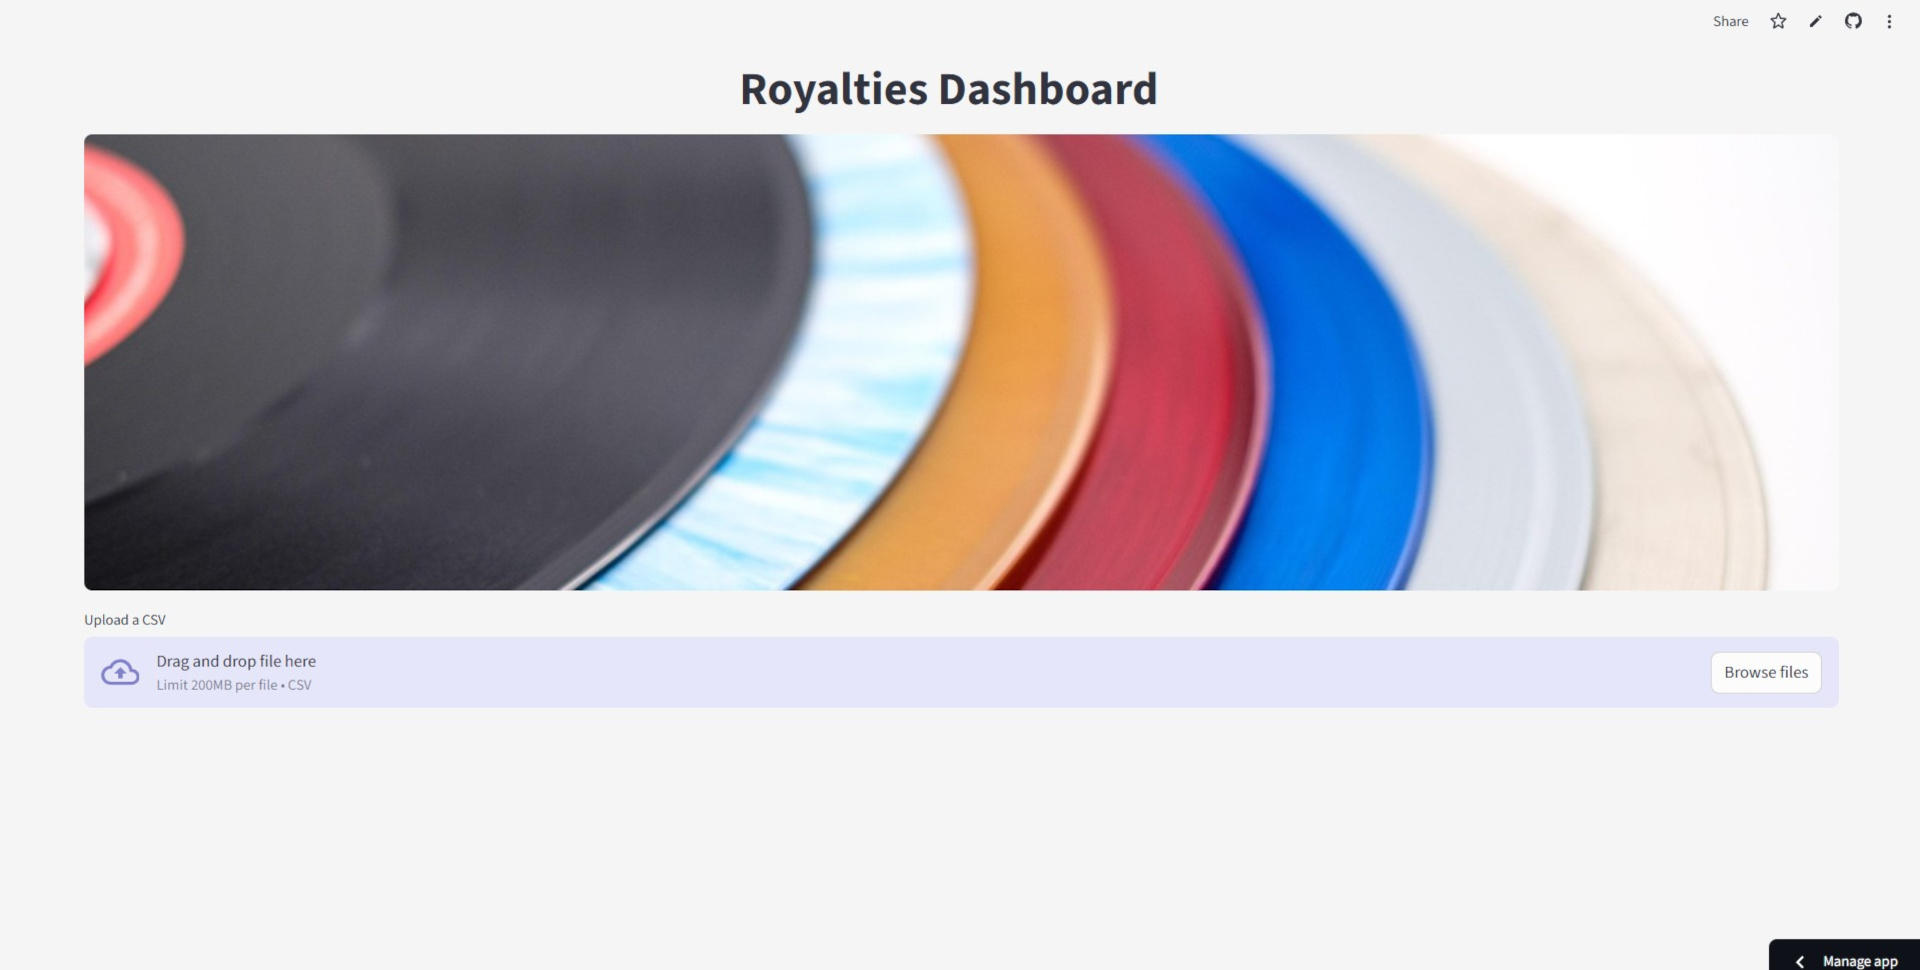 Share
Royalties Dashboard
Upload a CSV
Drag and drop file here
Limit 200MB per file • CSV
Browse files
Manage app